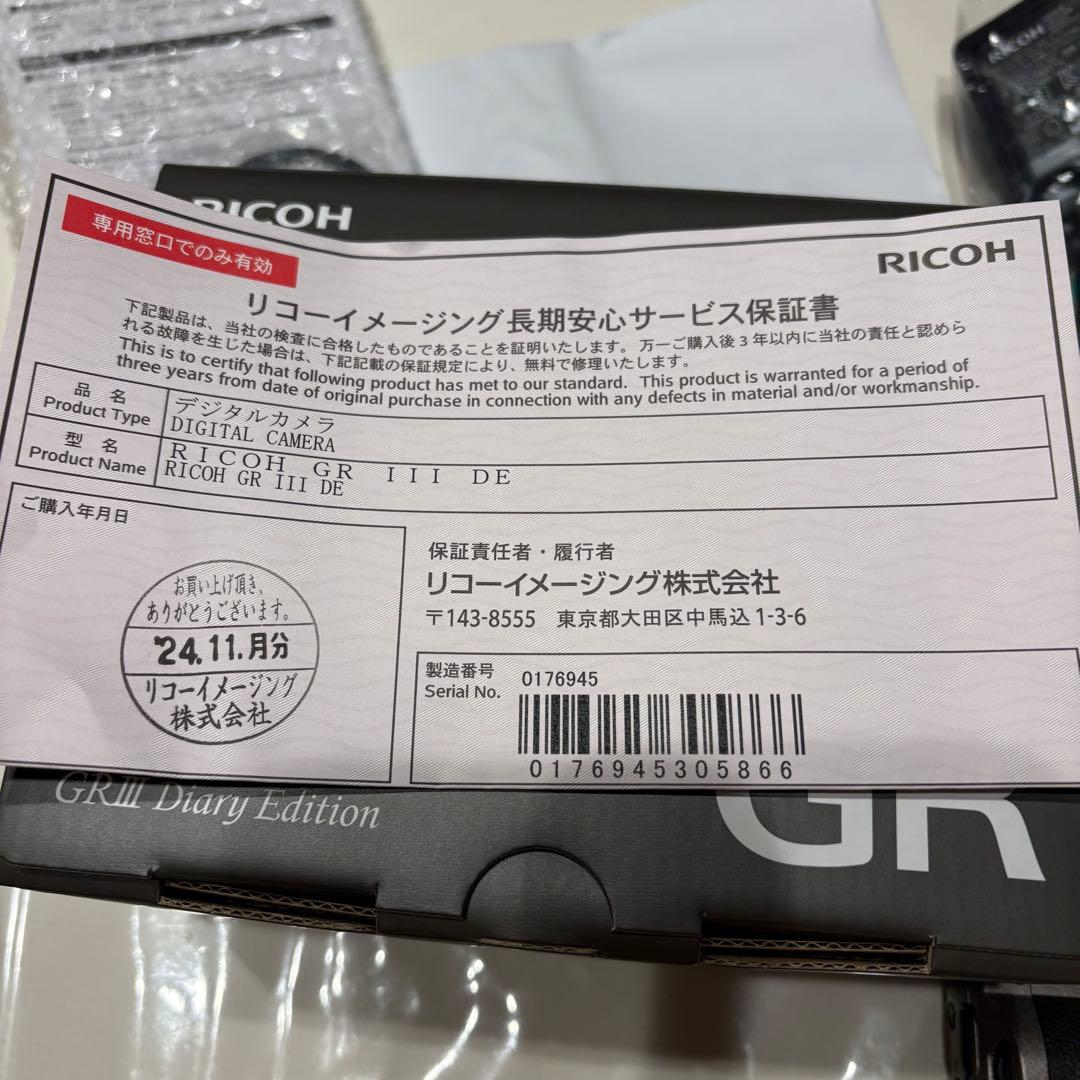 RICOH
RICOH
専用窓口でのみ有効
RICOH
リコーイメージング長期安心サービス保証書
下記製品は、当社の検査に合格したものであることを証明いたします。万一ご購入後3年以内に当社の責任と認めら
れる故障を生じた場合は、下記記載の保証規定により、無料で修理いたします。
This is to certify that following product has met to our standard. This product is warranted for a period of
three years from date of original purchase in connection with any defects in material and/or workmanship.
品 名
Product Type
デジタルカメラ
DIGITAL CAMERA
型 名
Product Name
ＲＩＣＯＨ ＧＲ ＩＩＩ ＤＥ
RICOH GR III DE
ご購入年月日
お買い上げ頂き、
ありがとうございます。
'24.11.月分
リコーイメージング
株式会社
保証責任者・履行者
リコーイメージング株式会社
〒143-8555 東京都大田区中馬込1-3-6
製造番号
Serial No.
0176945
0176945305866
GRIII Diary Edition
GR